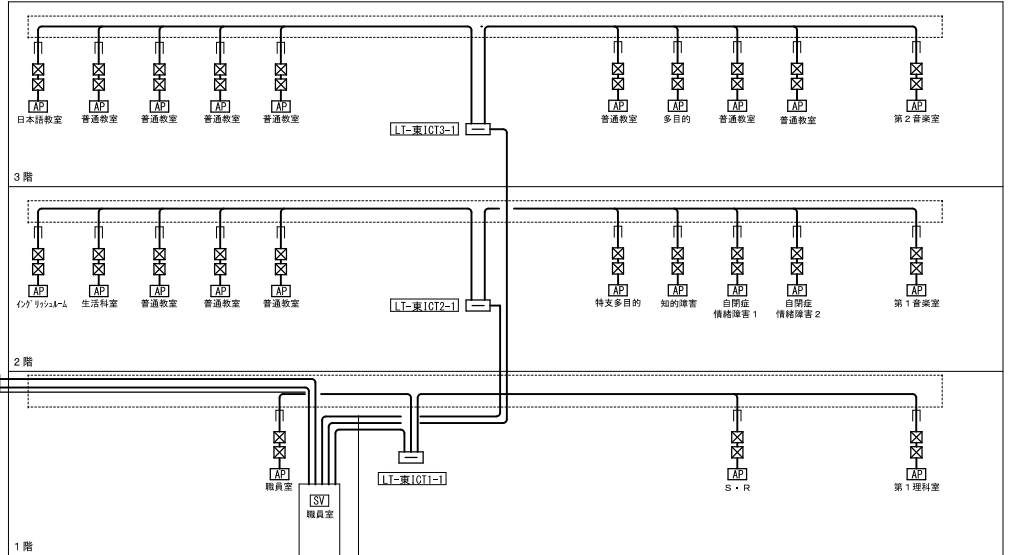 AP AP AP AP AP AP AP AP AP AP
日本語教室 普通教室 普通教室 普通教室 普通教室 普通教室 多目的 普通教室 普通教室 第2音楽室
LT-東ICT3-1
3階
AP AP AP AP AP AP AP AP AP AP
イングリッシュルーム 生活科室 普通教室 普通教室 普通教室 特支多目的 知的障害 自閉症 自閉症 第1音楽室
情緒障害1 情緒障害2
LT-東ICT2-1
2階
AP AP AP
職員室 S・R 第1理科室
LT-東ICT1-1
SV
職員室
1階